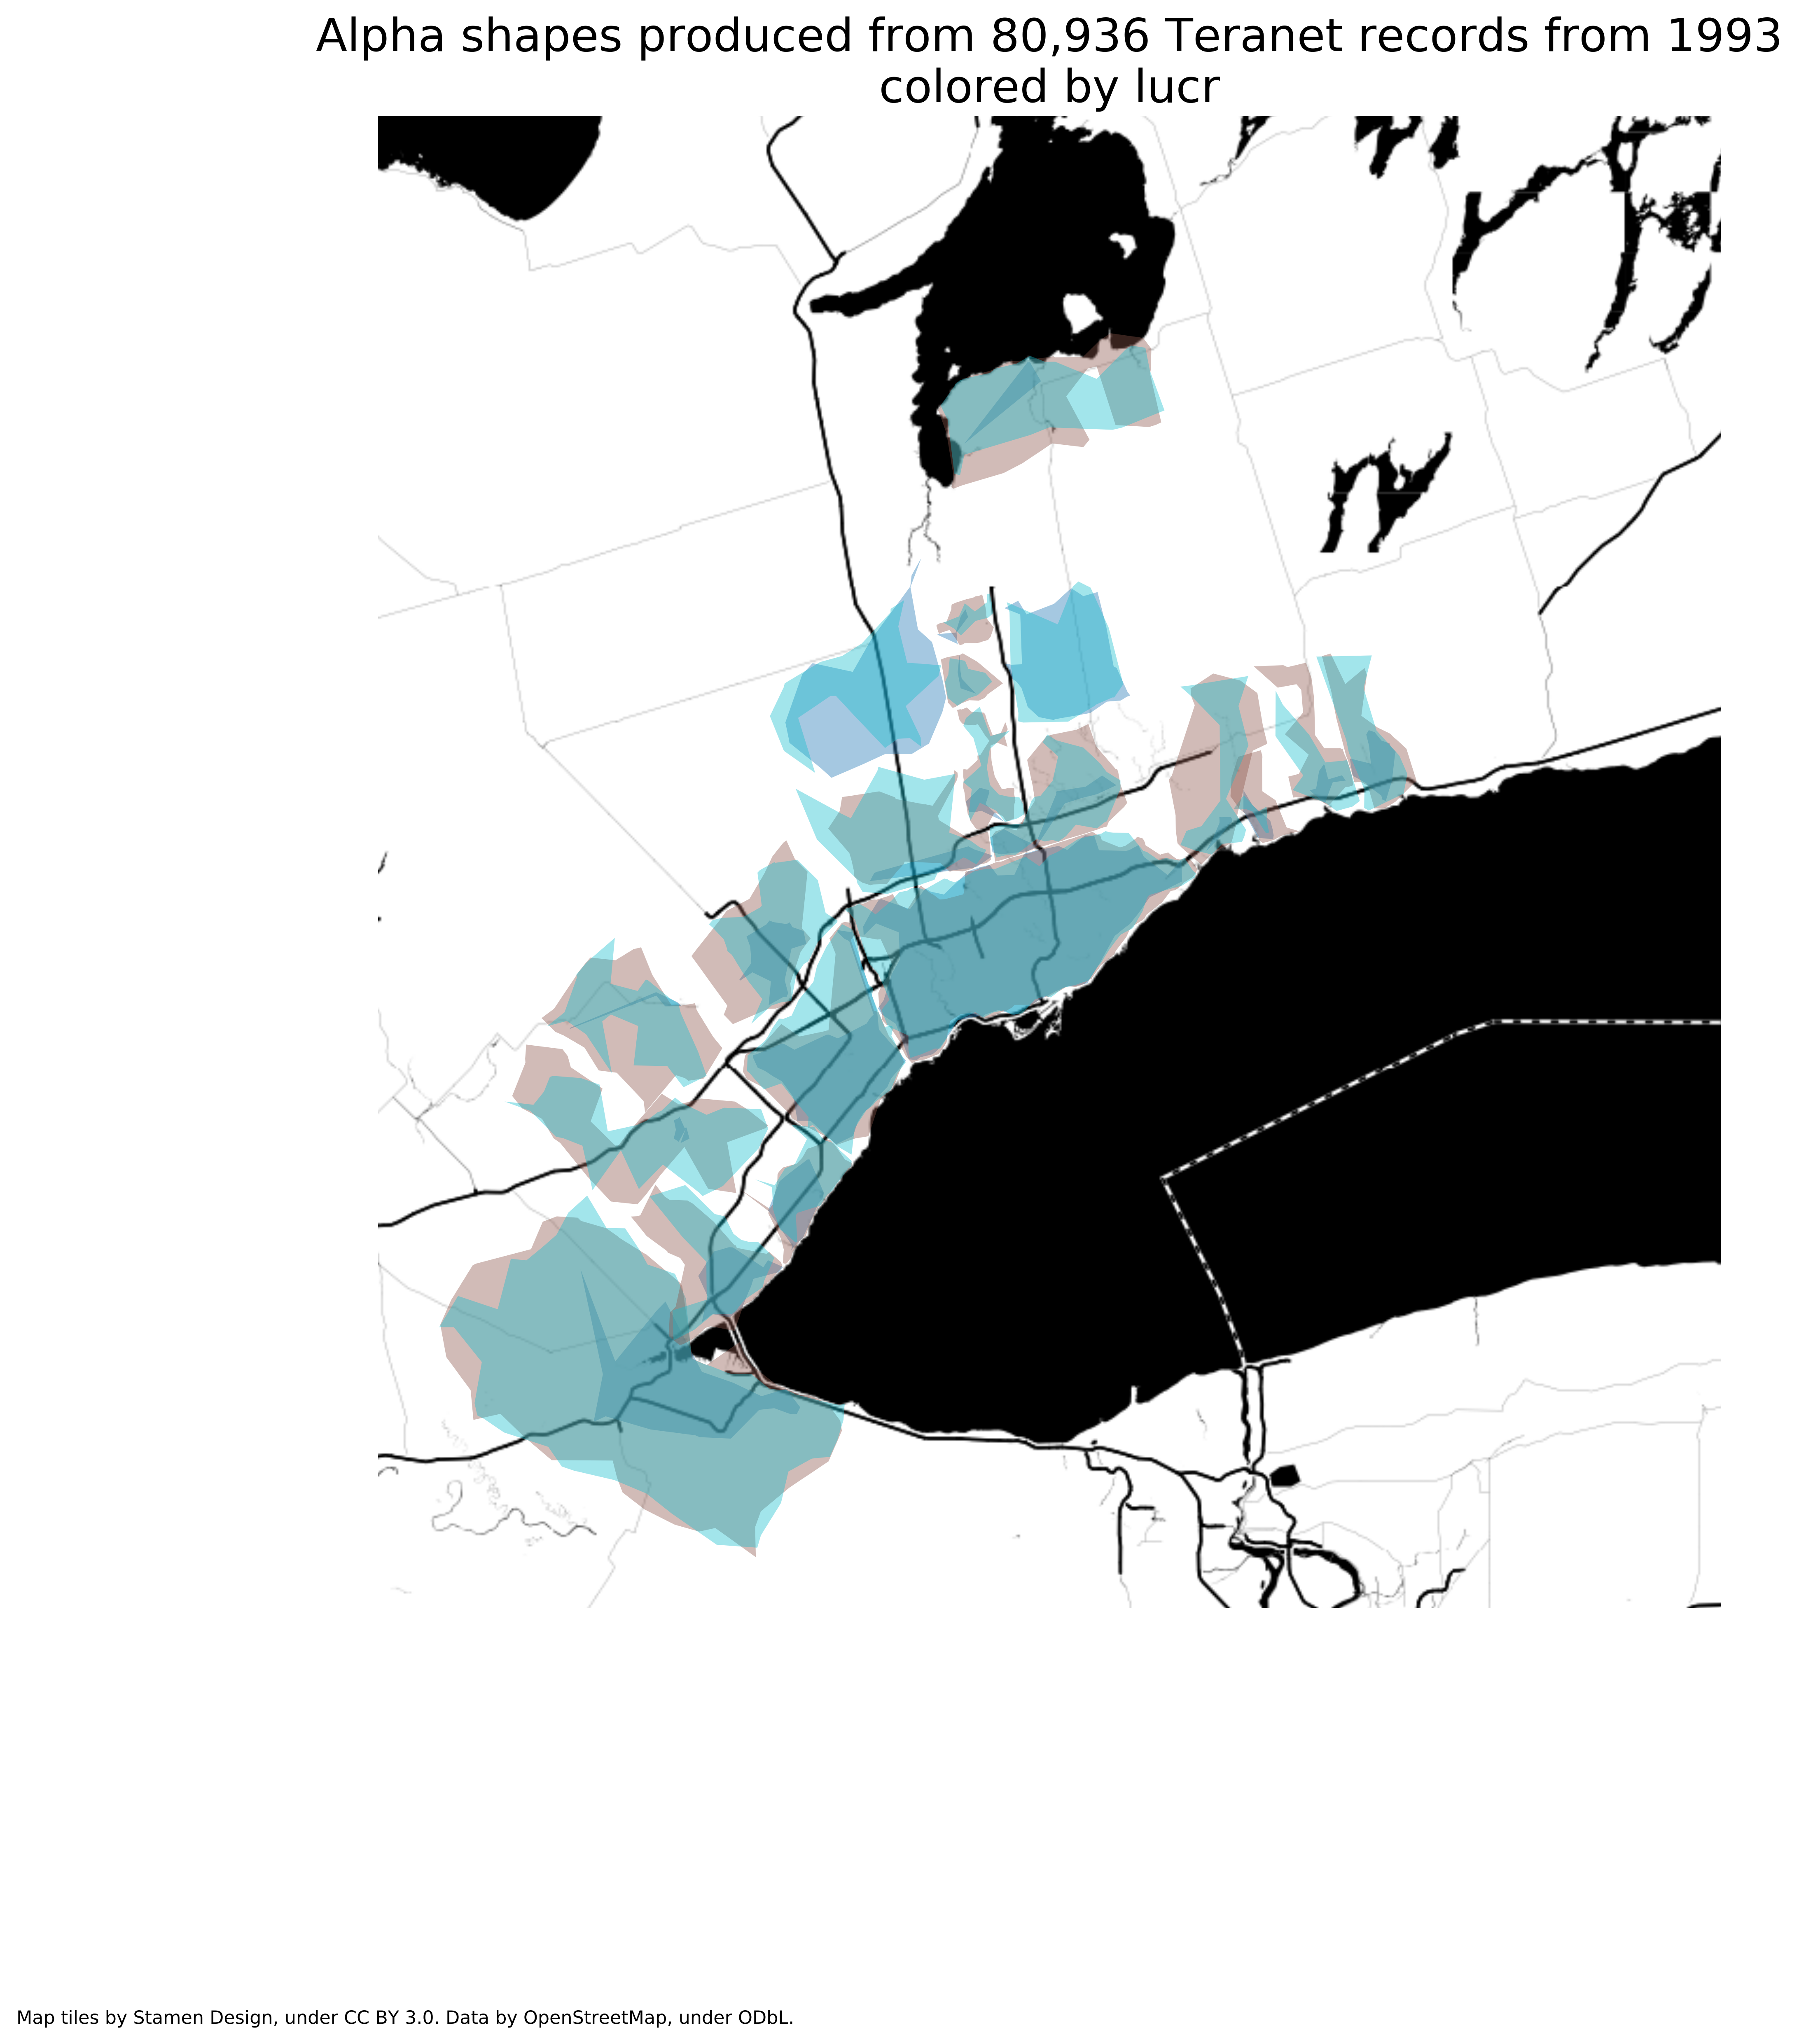 Alpha shapes produced from 80,936 Teranet records from 1993
colored by lucr
Map tiles by Stamen Design, under CC BY 3.0. Data by OpenStreetMap, under ODbL.